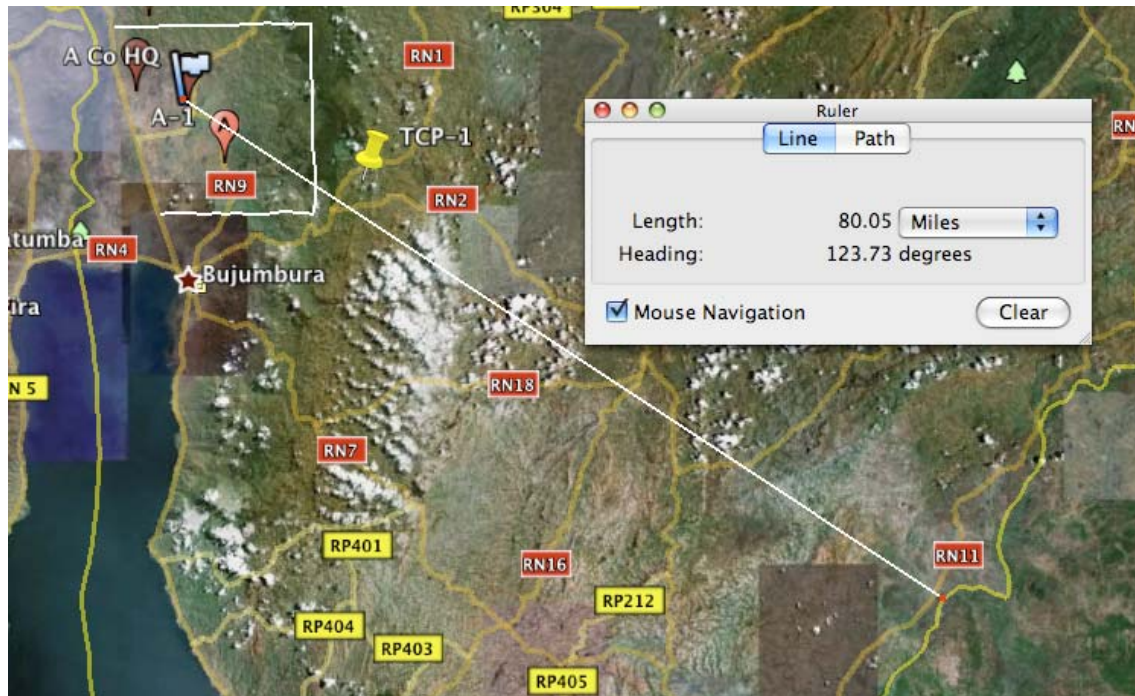 RP304
A Co HQ
RN1
A-1
A
TCP-1
RN9
RN2
atumba
RN4
Bujumbura
ira
N 5
RN18
RN7
RP401
RN16
RN11
RP212
RP404
RP403
RP405
RN
Ruler
Line Path
Length: 80.05 Miles
Heading: 123.73 degrees
Mouse Navigation Clear